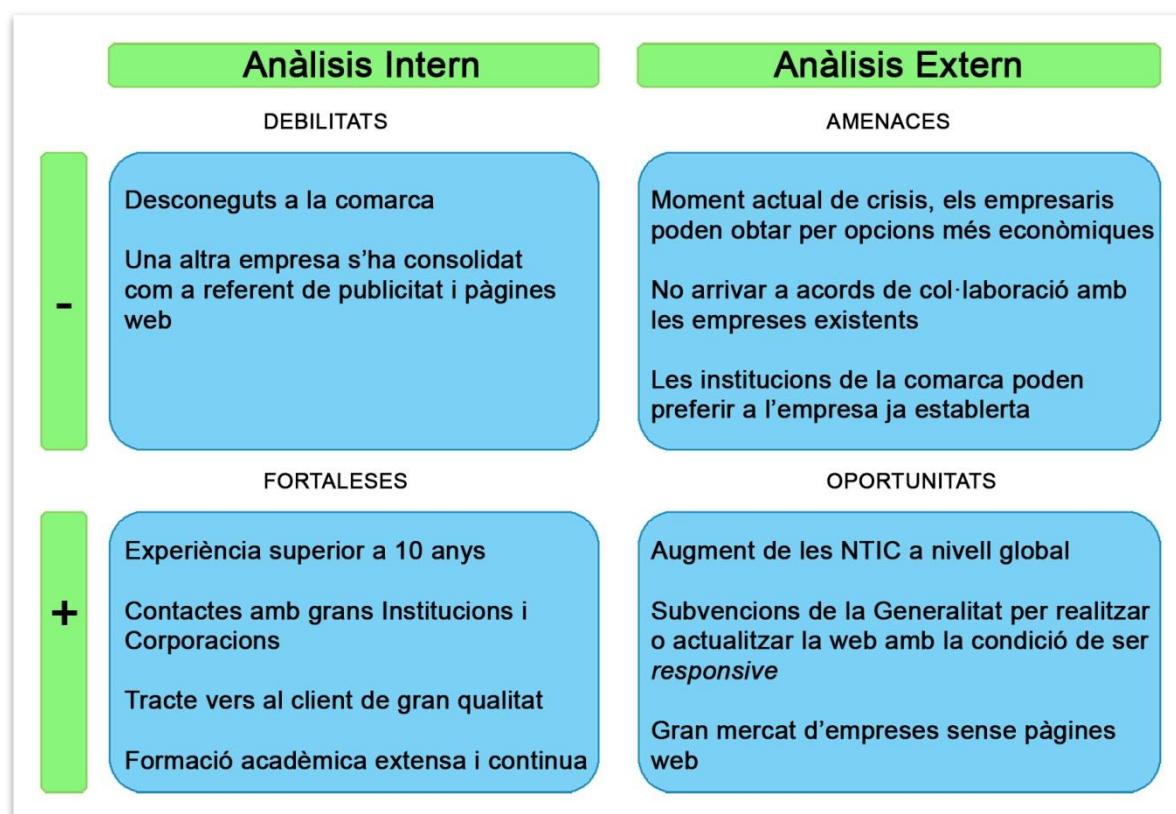 Anàlisis Intern
Anàlisis Extern
DEBILITATS
AMENACES
-
Desconeguts a la comarca
Una altra empresa s'ha consolidat
com a referent de publicitat i pàgines
web
Moment actual de crisis, els empresaris
poden obtar per opcions més econòmiques
No arrivar a acords de col·laboració amb
les empreses existents
Les institucions de la comarca poden
preferir a l'empresa ja establerta
FORTALESES
OPORTUNITATS
+
Experiència superior a 10 anys
Contactes amb grans Institucions i
Corporacions
Tracte vers al client de gran qualitat
Formació acadèmica extensa i continua
Augment de les NTIC a nivell global
Subvencions de la Generalitat per realitzar
o actualitzar la web amb la condició de ser
responsive
Gran mercat d'empreses sense pàgines
web